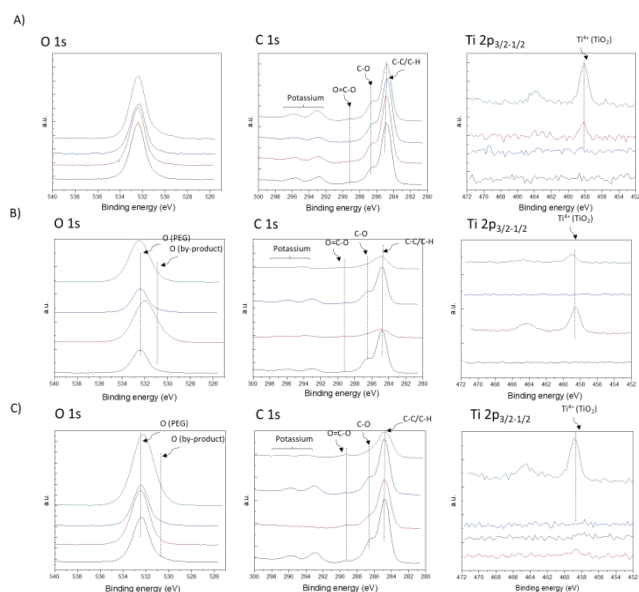 A)
O 1s
C 1s
Ti 2p3/2-1/2
Ti⁴⁺ (TiO₂)
C-C/C-H
C-O
O=C-O
Potassium
a.u.
a.u.
a.u.
540 538 536 534 532 530 528 526
300 298 296 294 292 290 288 286 284 282 280
472 470 468 466 464 462 460 458 456 454 452
Binding energy (eV)
Binding energy (eV)
Binding energy (eV)
B)
O 1s
C 1s
Ti 2p3/2-1/2
Ti⁴⁺ (TiO₂)
O (PEG)
O (by-product)
C-O
O=C-O
C-C/C-H
Potassium
a.u.
a.u.
a.u.
540 538 536 534 532 530 528 526
300 298 296 294 292 290 288 286 284 282 280
472 470 468 466 464 462 460 458 456 454 452
Binding energy (eV)
Binding energy (eV)
Binding energy (eV)
C)
O 1s
C 1s
Ti 2p3/2-1/2
Ti⁴⁺ (TiO₂)
O (PEG)
O (by-product)
C-O
O=C-O
C-C/C-H
Potassium
a.u.
a.u.
a.u.
540 538 536 534 532 530 528 526
300 298 296 294 292 290 288 286 284 282 280
472 470 468 466 464 462 460 458 456 454 452
Binding energy (eV)
Binding energy (eV)
Binding energy (eV)